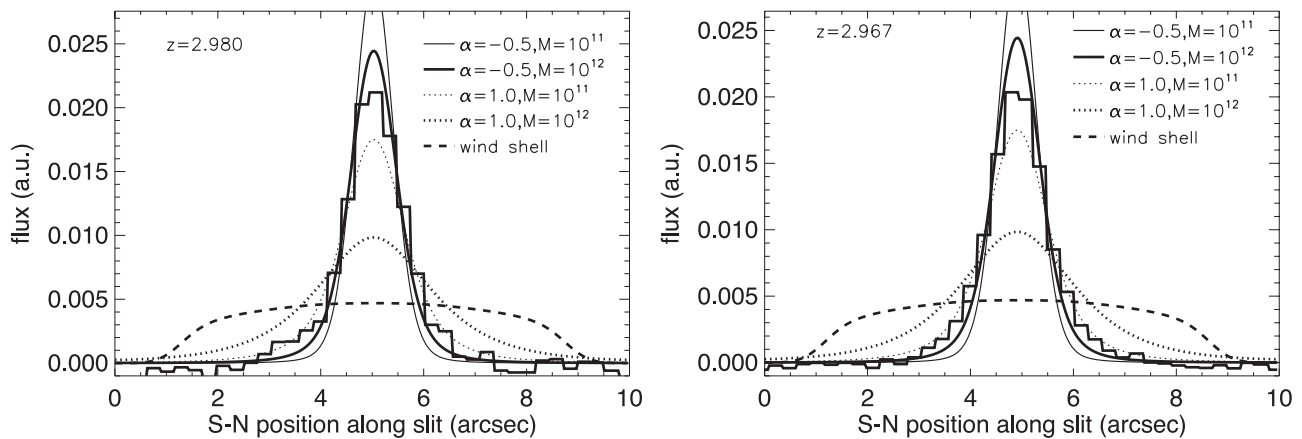 z=2.980
α=−0.5,M=10¹¹
α=−0.5,M=10¹²
α=1.0,M=10¹¹
α=1.0,M=10¹²
wind shell
flux (a.u.)
0.025
0.020
0.015
0.010
0.005
0.000
0 2 4 6 8 10
S-N position along slit (arcsec)
z=2.967
α=−0.5,M=10¹¹
α=−0.5,M=10¹²
α=1.0,M=10¹¹
α=1.0,M=10¹²
wind shell
flux (a.u.)
0.025
0.020
0.015
0.010
0.005
0.000
0 2 4 6 8 10
S-N position along slit (arcsec)